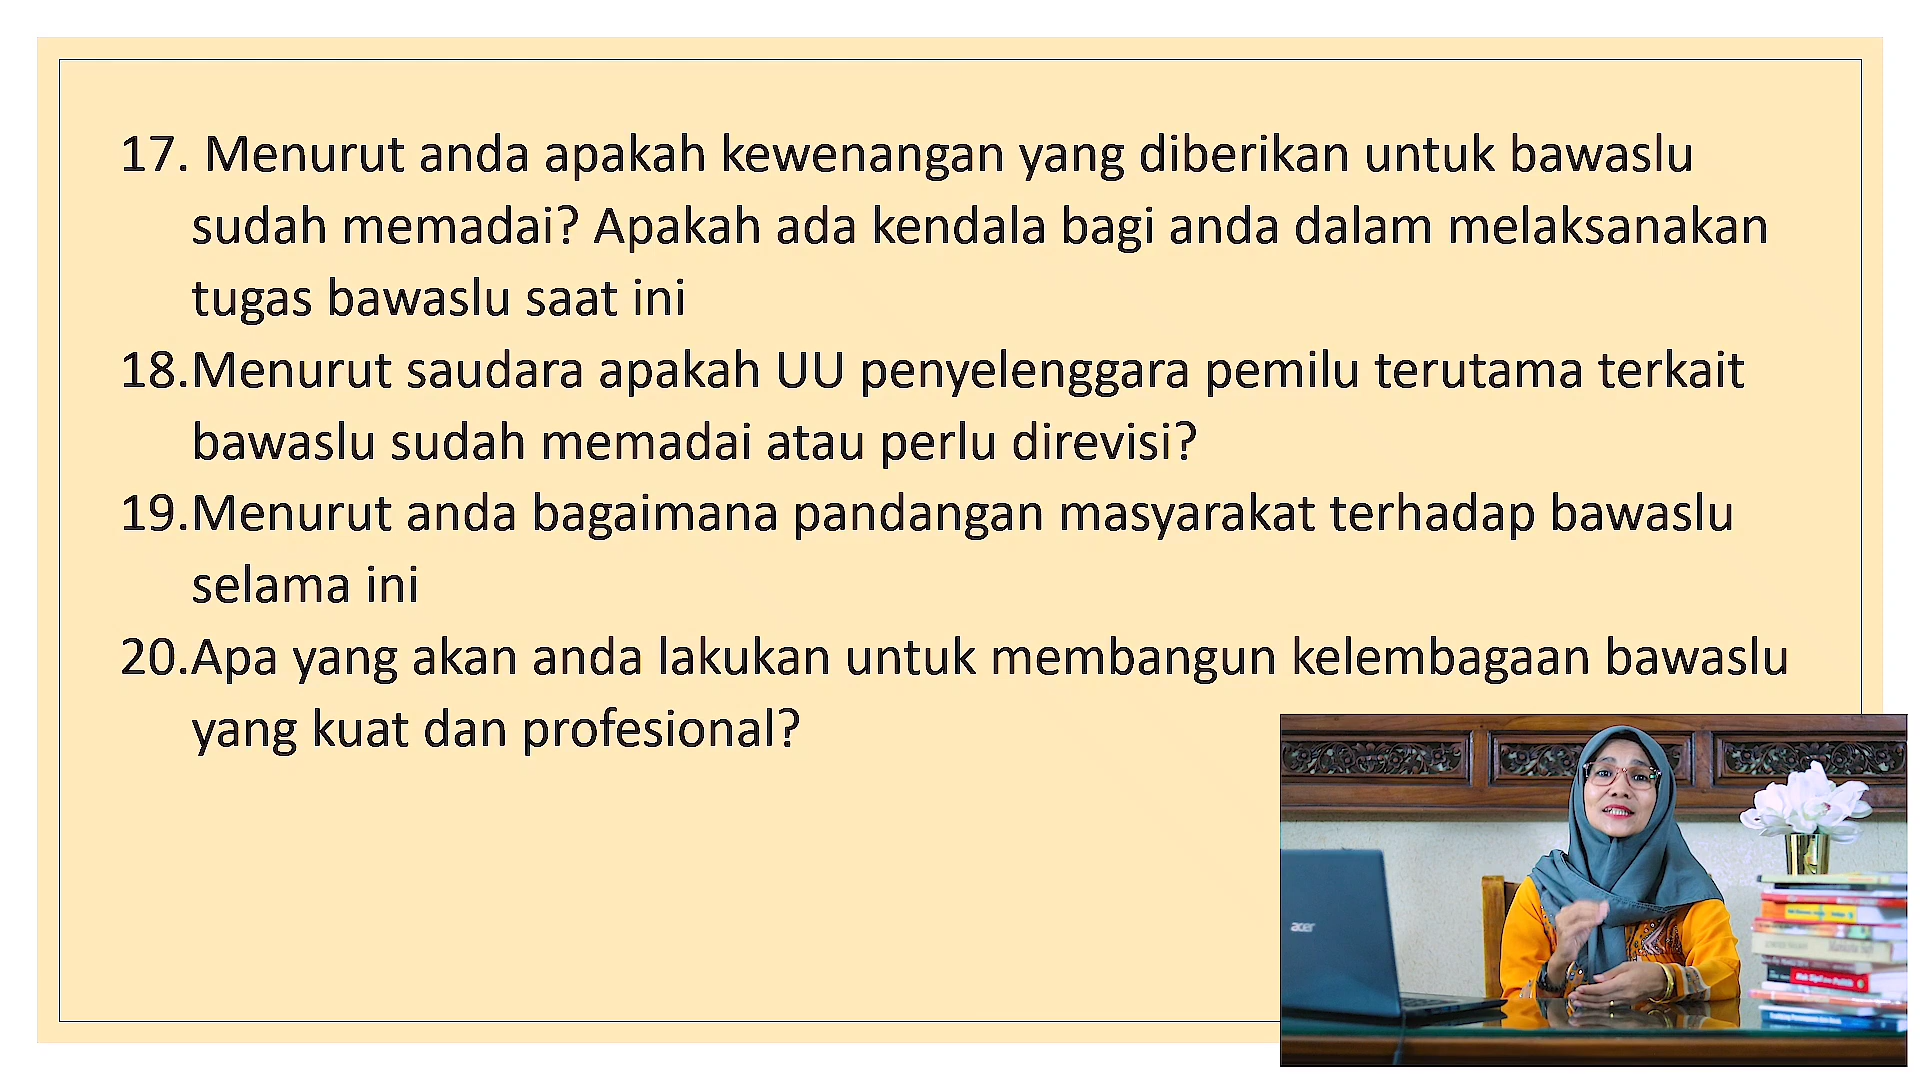 17. Menurut anda apakah kewenangan yang diberikan untuk bawaslu
sudah memadai? Apakah ada kendala bagi anda dalam melaksanakan
tugas bawaslu saat ini
18.Menurut saudara apakah UU penyelenggara pemilu terutama terkait
bawaslu sudah memadai atau perlu direvisi?
19.Menurut anda bagaimana pandangan masyarakat terhadap bawaslu
selama ini
20.Apa yang akan anda lakukan untuk membangun kelembagaan bawaslu
yang kuat dan profesional?
acer